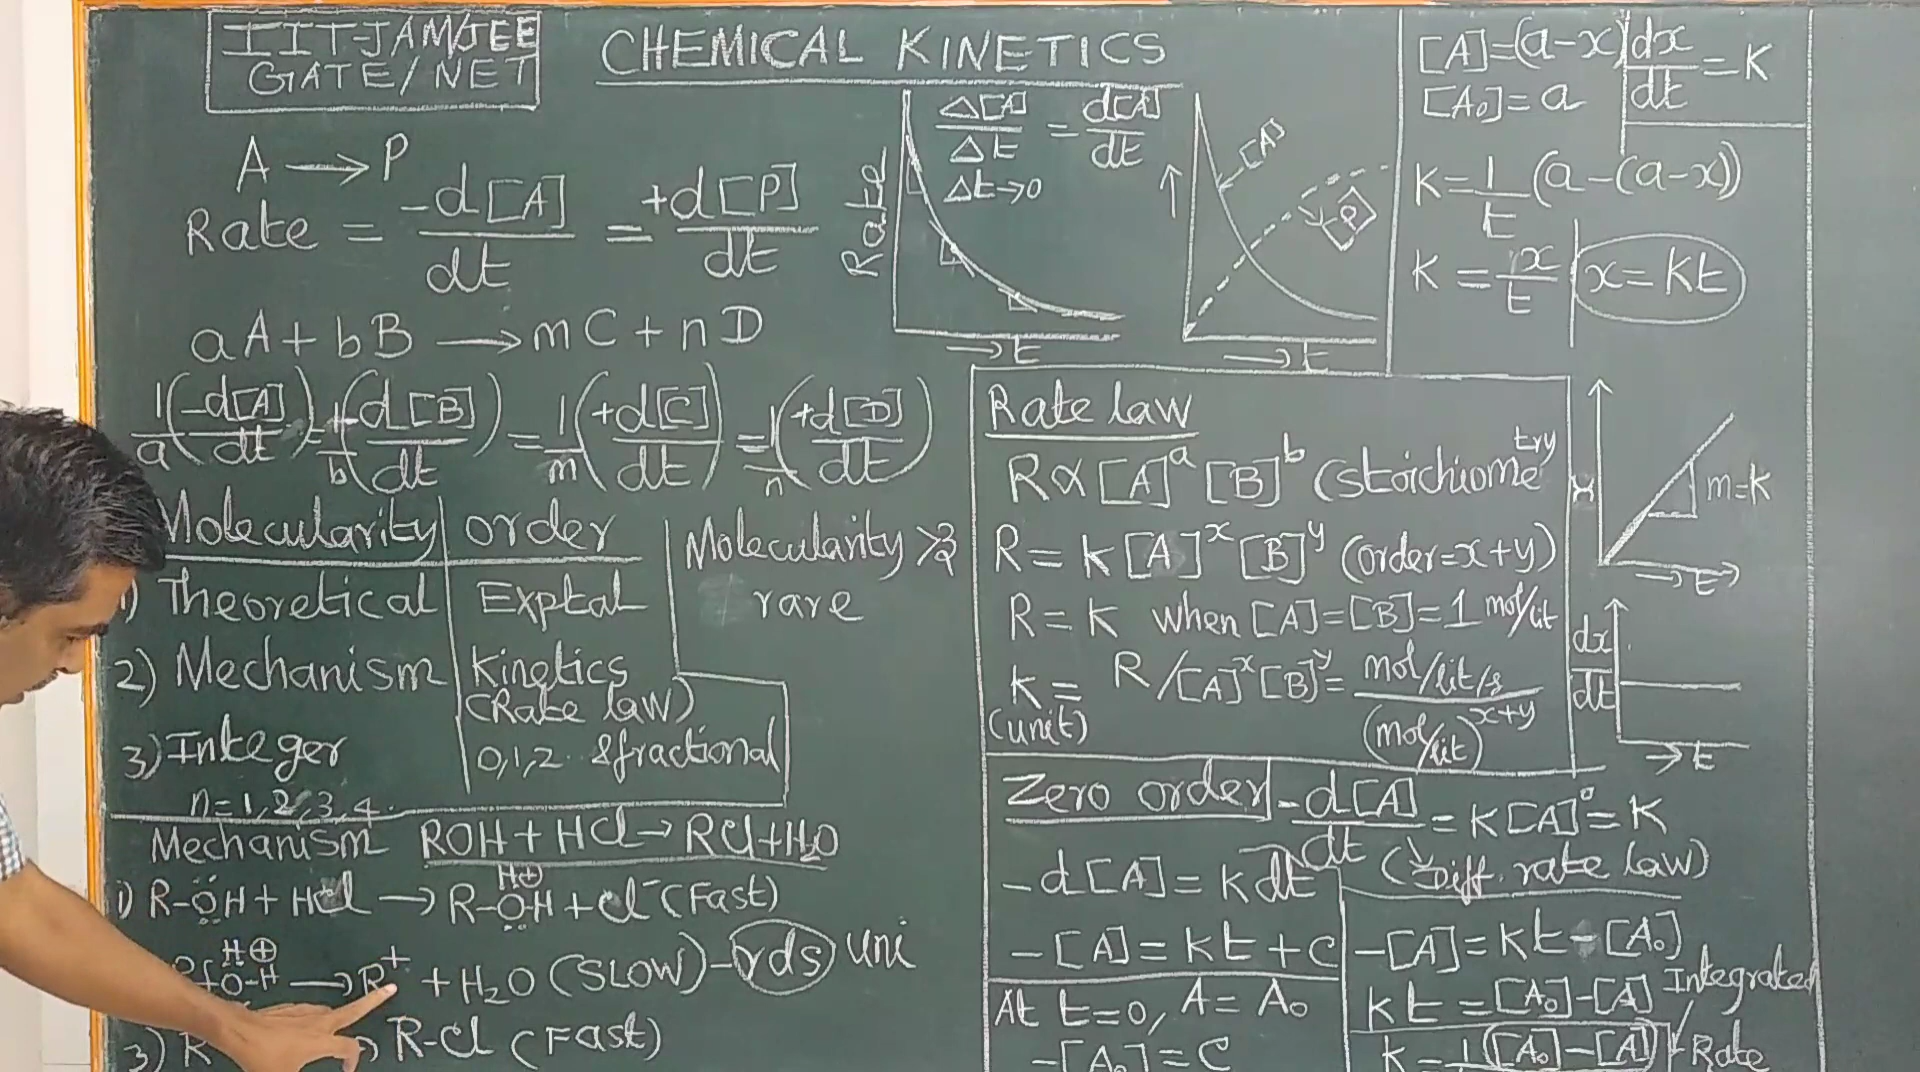 IIT-JAM/JEE
GATE/NET
CHEMICAL KINETICS
A → P
Rate = -d[A]/dt = +d[P]/dt
aA + bB → mC + nD
1/a(-d[A]/dt) = 1/b(d[B]/dt) = 1/m(+d[C]/dt) = 1/n(+d[D]/dt)
Rate
Δ[A]/Δt = d[A]/dt
Δt→0
→ t
[A]
[P]
→ t
Molecularity | order
1) Theoretical | Exptal
2) Mechanism | Kinetics
(Rate law)
3) Integer | 0,1,2. &fractional
n=1,2,3,4.
Molecularity
rare
Mechanism ROH + HCl → RCl+H₂O
1) R-ÖH + HCl → R-O-H + Cl⁻ (Fast)
H⊕
H⊕
O-H → R⁺ + H₂O (SLOW) - rds uni
3) R → R-Cl (Fast)
Rate law
R ∝ [A]ᵃ [B]ᵇ (stoichiometry
R = K [A]ˣ [B]ʸ (order=x+y)
R = K when [A]=[B]=1 mol/lit
K = R/[A]ˣ[B]ʸ = mol/lit/s / (mol/lit)ˣ⁺ʸ
(unit)
Zero order -d[A]/dt = K[A]⁰ = K
(Diff. rate law)
-d[A] = K dt
-[A] = Kt + C
At t=0, A = A₀
-[A₀] = C
-[A] = Kt - [A₀]
Kt = [A₀]-[A] Integrated
K = 1 ([A₀]-[A]) Rate
[A]=(a-x)
[A₀]=a
dx/dt = K
K = 1/t (a-(a-x))
K = x/t x=Kt
x
m=K
→ t
dx/dt
→ t